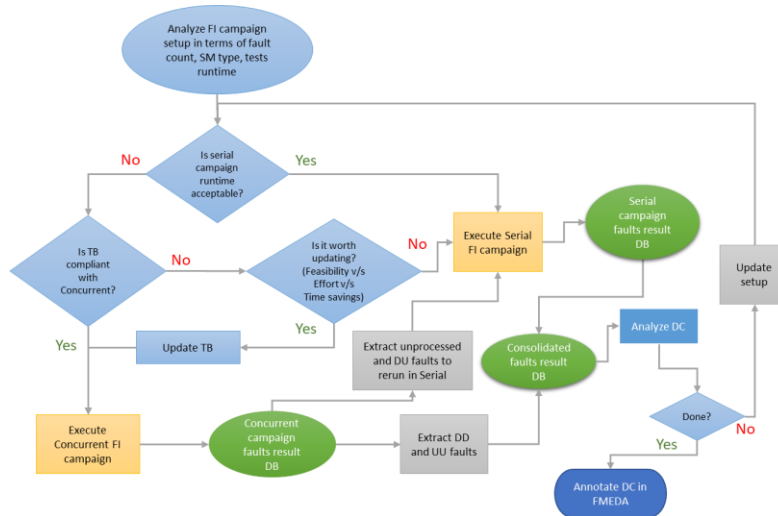 Analyze FI campaign
setup in terms of fault
count, SM type, tests
runtime
No
Yes
Is serial
campaign
runtime
acceptable?
Serial
campaign
faults result
DB
Is TB
compliant
with
Concurrent?
No
Is it worth
updating?
(Feasibility v/s
Effort v/s
Time savings)
No
Execute Serial
FI campaign
Update
setup
Yes
Yes
Update TB
Extract unprocessed
and DU faults to
rerun in Serial
Consolidated
faults result
DB
Analyze DC
Execute
Concurrent FI
campaign
Concurrent
campaign
faults result
DB
Extract DD
and UU faults
Done?
No
Yes
Annotate DC in
FMEDA